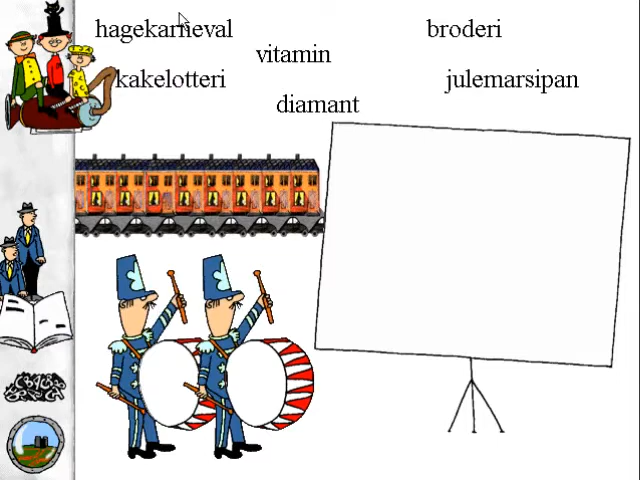 hagekarneval
broderi
vitamin
kakelotteri
julemarsipan
diamant